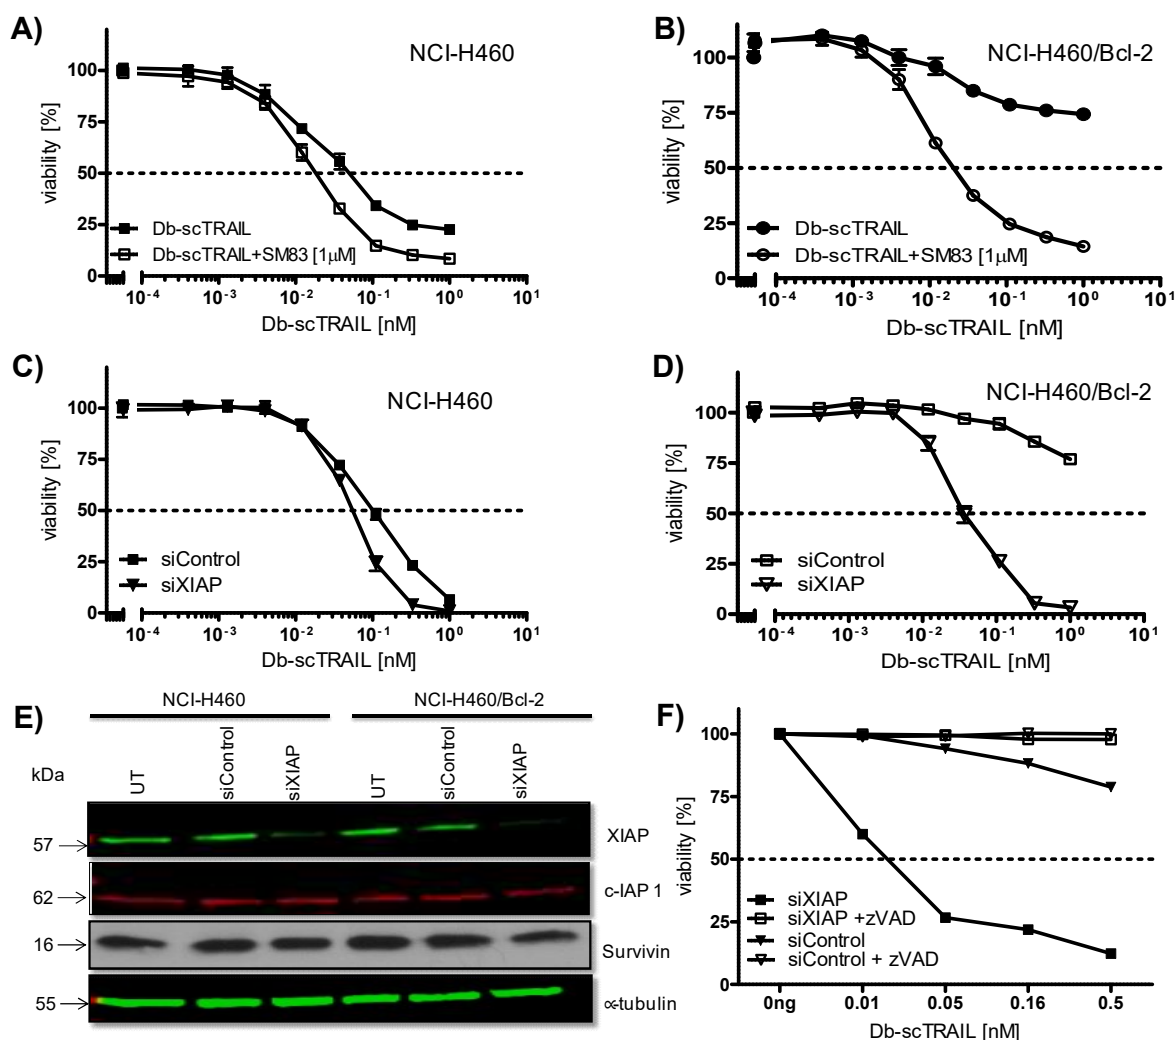 A)
NCI-H460
viability [%]
100
75
50
25
0
Db-scTRAIL
Db-scTRAIL+SM83 [1μM]
10-4 10-3 10-2 10-1 100 101
Db-scTRAIL [nM]
B)
NCI-H460/Bcl-2
viability [%]
100
75
50
25
0
Db-scTRAIL
Db-scTRAIL+SM83 [1μM]
10-4 10-3 10-2 10-1 100 101
Db-scTRAIL [nM]
C)
NCI-H460
viability [%]
100
75
50
25
0
siControl
siXIAP
10-4 10-3 10-2 10-1 100 101
Db-scTRAIL [nM]
D)
NCI-H460/Bcl-2
viability [%]
100
75
50
25
0
siControl
siXIAP
10-4 10-3 10-2 10-1 100 101
Db-scTRAIL [nM]
E)
NCI-H460 NCI-H460/Bcl-2
kDa UT siControl siXIAP UT siControl siXIAP
57 XIAP
62 c-IAP 1
16 Survivin
55 α-tubulin
F)
viability [%]
100
75
50
25
0
siXIAP
siXIAP +zVAD
siControl
siControl + zVAD
0ng 0.01 0.05 0.16 0.5
Db-scTRAIL [nM]